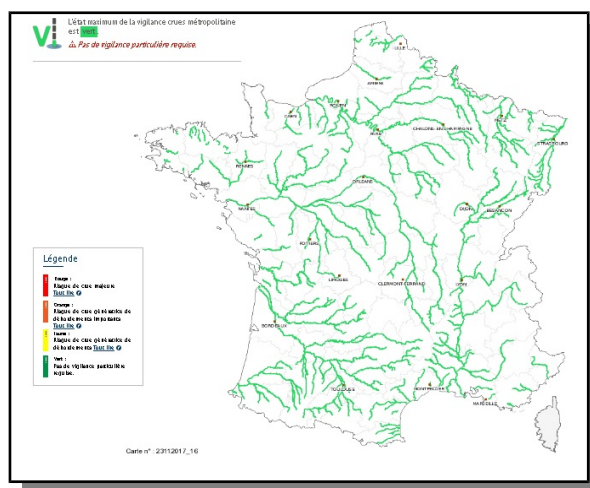 L'état maximum de la vigilance crues métropolitaine
est vert.
⚠ Pas de vigilance particulière requise.
LILLE
AMIENS
ROUEN
CAEN
METZ
CHALONS-EN-CHAMPAGNE
STRASBOURG
RENNES
ORLEANS
NANTES
DIJON
BESANCON
POITIERS
LIMOGES
CLERMONT-FERRAND
LYON
BORDEAUX
TOULOUSE
MONTPELLIER
MARSEILLE
Légende
Rouge :
Risque de crue majeure
Tout lire
Orange :
Risque de crue génératrice de
débordements importants
Tout lire
Jaune :
Risque de crue génératrice de
débordements Tout lire
Vert :
Pas de vigilance particulière
requise.
Carte n° : 23112017_16